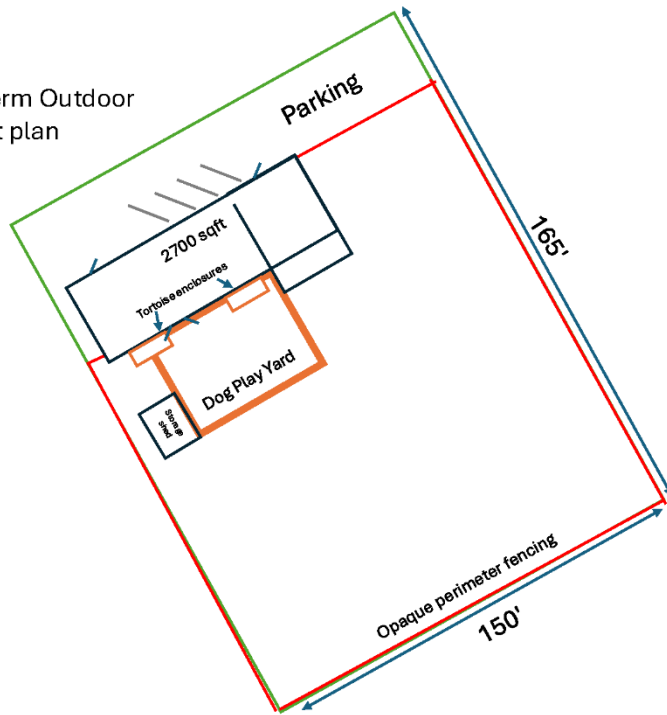 erm Outdoor
t plan
Parking
2700 sqft
Tortoise enclosures
Dog Play Yard
Storage
shed
165'
Opaque perimeter fencing
150'